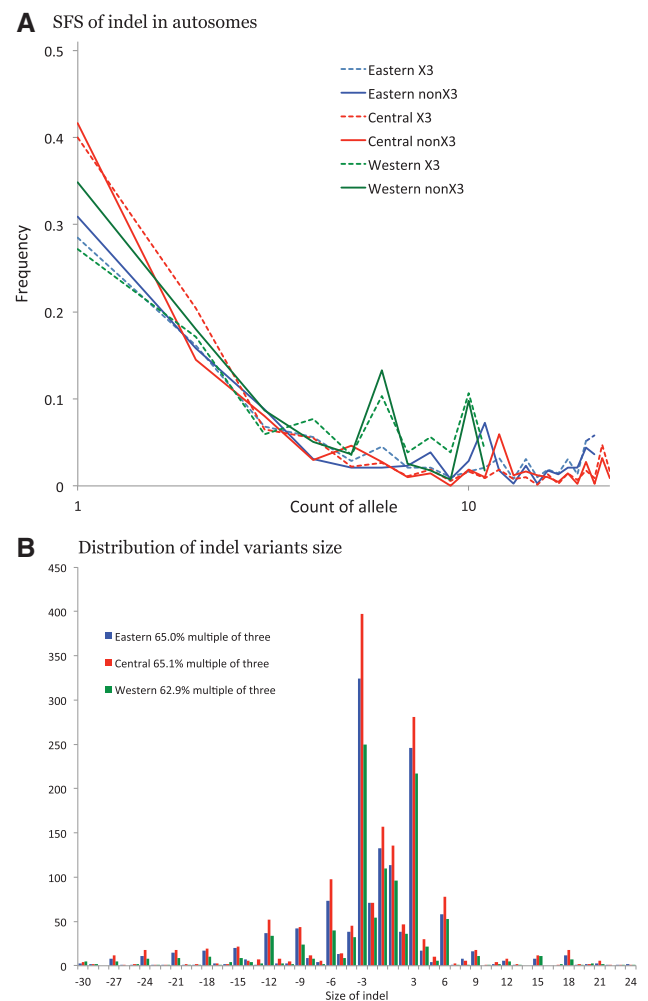 A SFS of indel in autosomes
0.5
0.4
0.3
0.2
0.1
0
Frequency
Eastern X3
Eastern nonX3
Central X3
Central nonX3
Western X3
Western nonX3
1 10
Count of allele
B Distribution of indel variants size
450
400
350
300
250
200
150
100
50
0
Eastern 65.0% multiple of three
Central 65.1% multiple of three
Western 62.9% multiple of three
-30 -27 -24 -21 -18 -15 -12 -9 -6 -3 3 6 9 12 15 18 21 24
Size of indel